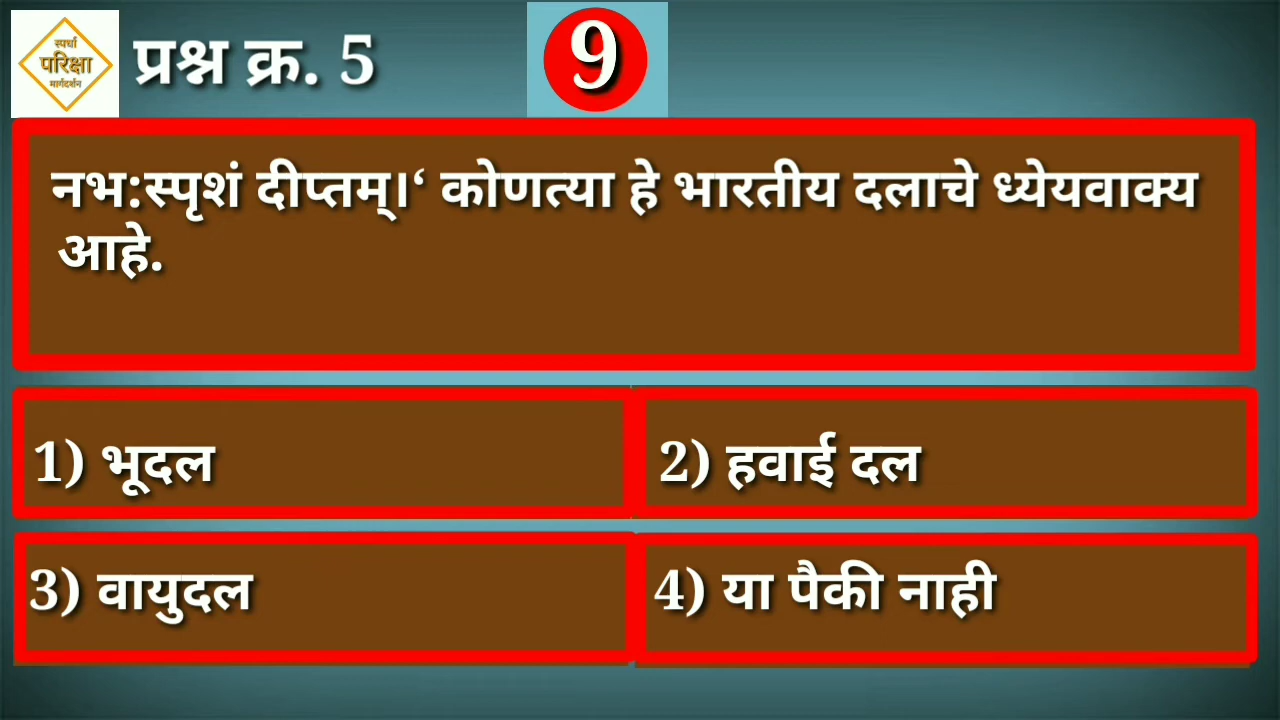 स्पर्धा
परिक्षा
मार्गदर्शन
प्रश्न क्र. 5
9
नभ:स्पृशं दीप्तम्।‘ कोणत्या हे भारतीय दलाचे ध्येयवाक्य
आहे.
1) भूदल
2) हवाई दल
3) वायुदल
4) या पैकी नाही